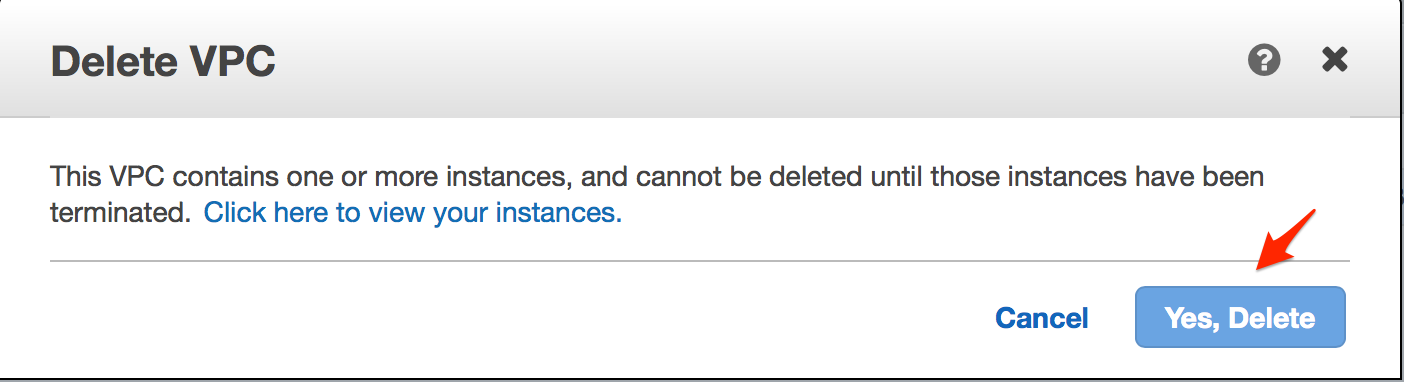 Delete VPC
?
This VPC contains one or more instances, and cannot be deleted until those instances have been
terminated. Click here to view your instances.
Cancel
Yes, Delete